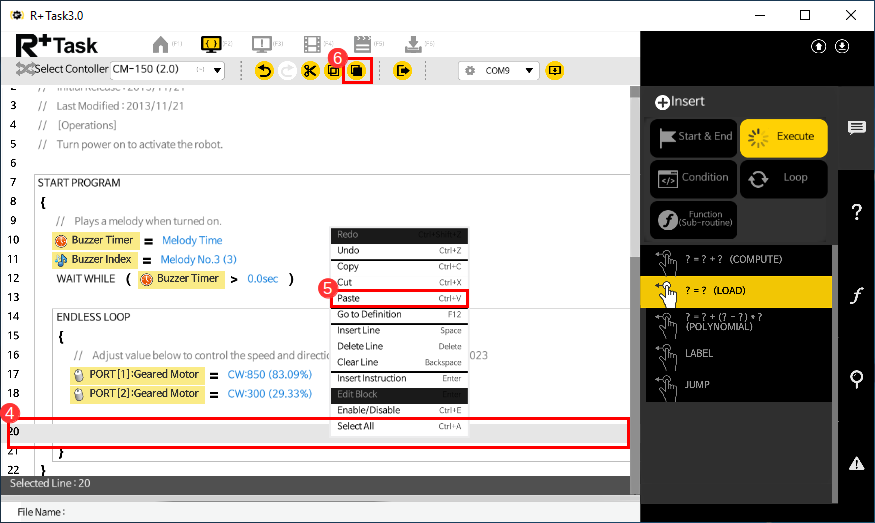 R+ Task3.0
R+Task
(F1)
(F2)
(F3)
(F4)
(F5)
(F6)
6
Select Contoller
CM-150 (2.0)
COM9
2 // Initial Release : 2013/11/21
3 // Last Modified : 2013/11/21
4 // [Operations]
5 // Turn power on to activate the robot.
6
7 START PROGRAM
8 {
9 // Plays a melody when turned on.
10 Buzzer Timer = Melody Time
11 Buzzer Index = Melody No.3 (3)
12 WAIT WHILE ( Buzzer Timer > 0.0sec )
13
14 ENDLESS LOOP
15 {
16 // Adjust value below to control the speed and directio
023
17 PORT[1]:Geared Motor = CW:850 (83.09%)
18 PORT[2]:Geared Motor = CW:300 (29.33%)
4
20
21 }
22 }
Redo
Undo Ctrl+Z
Copy Ctrl+C
Cut Ctrl+X
5
Paste Ctrl+V
Go to Definition F12
Insert Line Space
Delete Line Delete
Clear Line Backspace
Insert Instruction Enter
Edit Block
Enable/Disable Ctrl+E
Select All Ctrl+A
Selected Line : 20
File Name :
Insert
Start & End
Execute
Condition
Loop
Function
(Sub-routine)
? = ? + ? (COMPUTE)
? = ? (LOAD)
? = ? + (? - ?) * ?
(POLYNOMIAL)
LABEL
JUMP